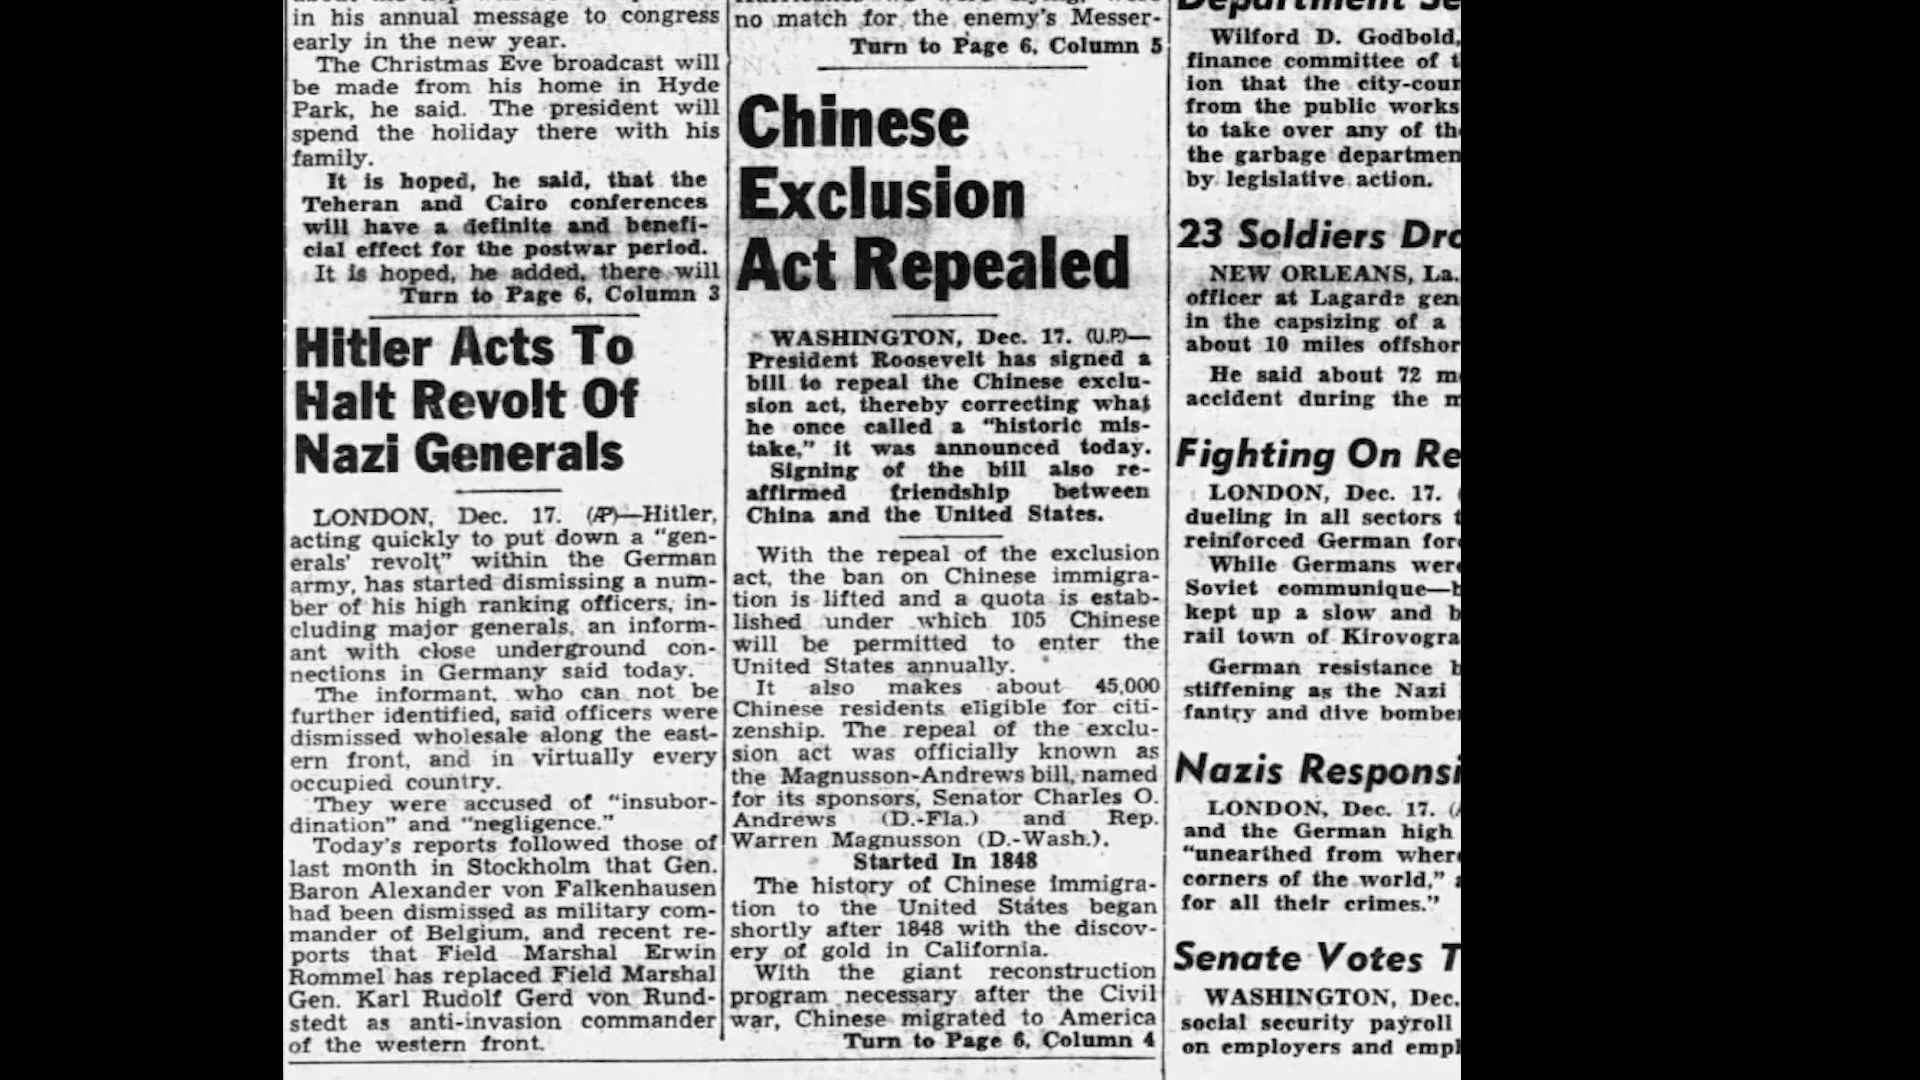 in his annual message to congress
early in the new year.
The Christmas Eve broadcast will
be made from his home in Hyde
Park, he said. The president will
spend the holiday there with his
family.
It is hoped, he said, that the
Teheran and Cairo conferences
will have a definite and benefi-
cial effect for the postwar period.
It is hoped, he added, there will
Turn to Page 6, Column 3
Hitler Acts To
Halt Revolt Of
Nazi Generals
LONDON, Dec. 17. (AP)—Hitler,
acting quickly to put down a "gen-
erals' revolt" within the German
army, has started dismissing a num-
ber of his high ranking officers, in-
cluding major generals, an inform-
ant with close underground con-
nections in Germany said today.
The informant, who can not be
further identified, said officers were
dismissed wholesale along the east-
ern front, and in virtually every
occupied country.
They were accused of "insubor-
dination" and "negligence."
Today's reports followed those of
last month in Stockholm that Gen.
Baron Alexander von Falkenhausen
had been dismissed as military com-
mander of Belgium, and recent re-
ports that Field Marshal Erwin
Rommel has replaced Field Marshal
Gen. Karl Rudolf Gerd von Rund-
stedt as anti-invasion commander
of the western front.
no match for the enemy's Messer-
Turn to Page 6, Column 5
Chinese
Exclusion
Act Repealed
WASHINGTON, Dec. 17. (U.P.)—
President Roosevelt has signed a
bill to repeal the Chinese exclu-
sion act, thereby correcting what
he once called a "historic mis-
take," it was announced today.
Signing of the bill also re-
affirmed friendship between
China and the United States.
With the repeal of the exclusion
act, the ban on Chinese immigra-
tion is lifted and a quota is estab-
lished under which 105 Chinese
will be permitted to enter the
United States annually.
It also makes about 45,000
Chinese residents eligible for citi-
zenship. The repeal of the exclu-
sion act was officially known as
the Magnusson-Andrews bill, named
for its sponsors, Senator Charles O.
Andrews (D.-Fla.) and Rep.
Warren Magnusson (D.-Wash.).
Started In 1848
The history of Chinese immigra-
tion to the United States began
shortly after 1848 with the discov-
ery of gold in California.
With the giant reconstruction
program necessary after the Civil
war, Chinese migrated to America
Turn to Page 6, Column 4
Department Se
Wilford D. Godbold,
finance committee of t
ion that the city-cour
from the public works
to take over any of th
the garbage departmen
by legislative action.
23 Soldiers Dro
NEW ORLEANS, La.
officer at Lagarde gen
in the capsizing of a
about 10 miles offshor
He said about 72 m
accident during the m
Fighting On Re
LONDON, Dec. 17. (
dueling in all sectors t
reinforced German for
While Germans wer
Soviet communique—b
kept up a slow and b
rail town of Kirovogra
German resistance b
stiffening as the Nazi
fantry and dive bombe
Nazis Responsi
LONDON, Dec. 17. (
and the German high
"unearthed from wher
corners of the world,"
for all their crimes."
Senate Votes T
WASHINGTON, Dec.
social security payroll
on employers and empl